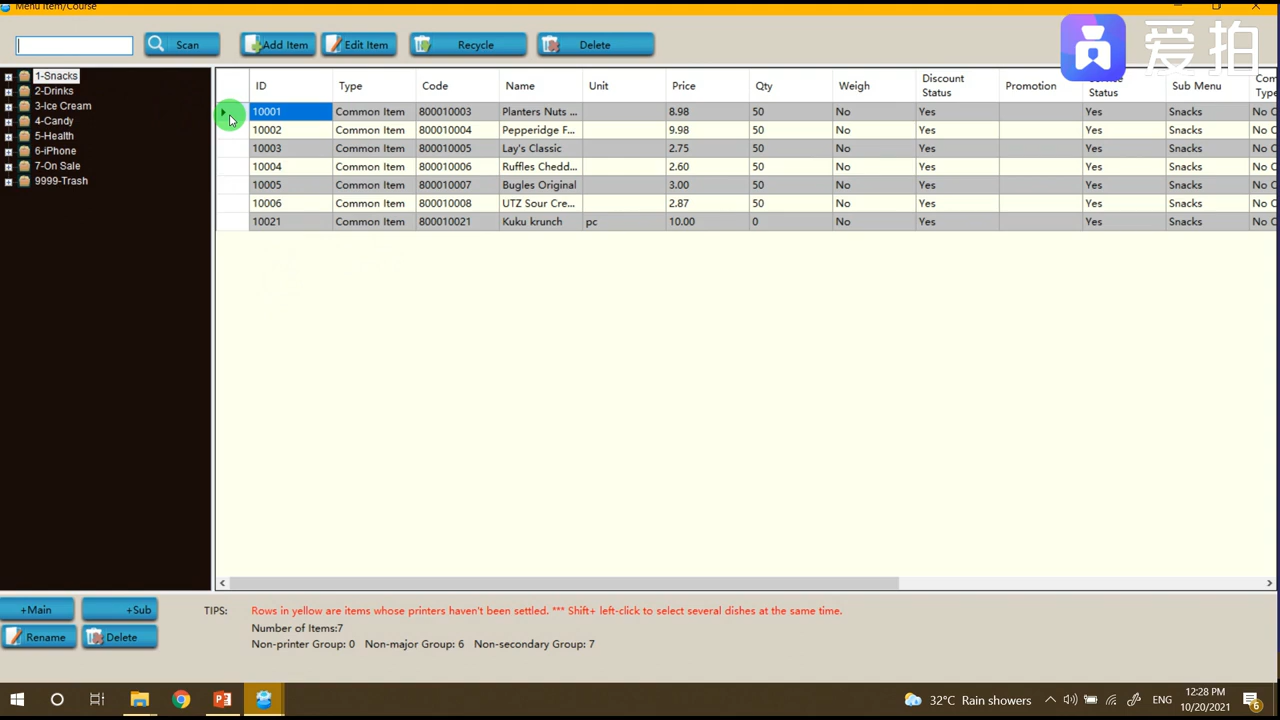 Menu Item/Course
爱拍
Scan Add Item Edit Item Recycle Delete
1-Snacks
2-Drinks
3-Ice Cream
4-Candy
5-Health
6-iPhone
7-On Sale
9999-Trash
ID Type Code Name Unit Price Qty Weigh Discount Status Promotion Status Sub Menu Type
10001 Common Item 800010003 Planters Nuts ... 8.98 50 No Yes Yes Snacks No C
10002 Common Item 800010004 Pepperidge F... 9.98 50 No Yes Yes Snacks No C
10003 Common Item 800010005 Lay's Classic 2.75 50 No Yes Yes Snacks No C
10004 Common Item 800010006 Ruffles Chedd... 2.60 50 No Yes Yes Snacks No C
10005 Common Item 800010007 Bugles Original 3.00 50 No Yes Yes Snacks No C
10006 Common Item 800010008 UTZ Sour Cre... 2.87 50 No Yes Yes Snacks No C
10021 Common Item 800010021 Kuku krunch pc 10.00 0 No Yes Yes Snacks No C
+Main +Sub
Rename Delete
TIPS: Rows in yellow are items whose printers haven't been settled. *** Shift+ left-click to select several dishes at the same time.
Number of Items:7
Non-printer Group: 0 Non-major Group: 6 Non-secondary Group: 7
32°C Rain showers ENG 12:28 PM
10/20/2021
6